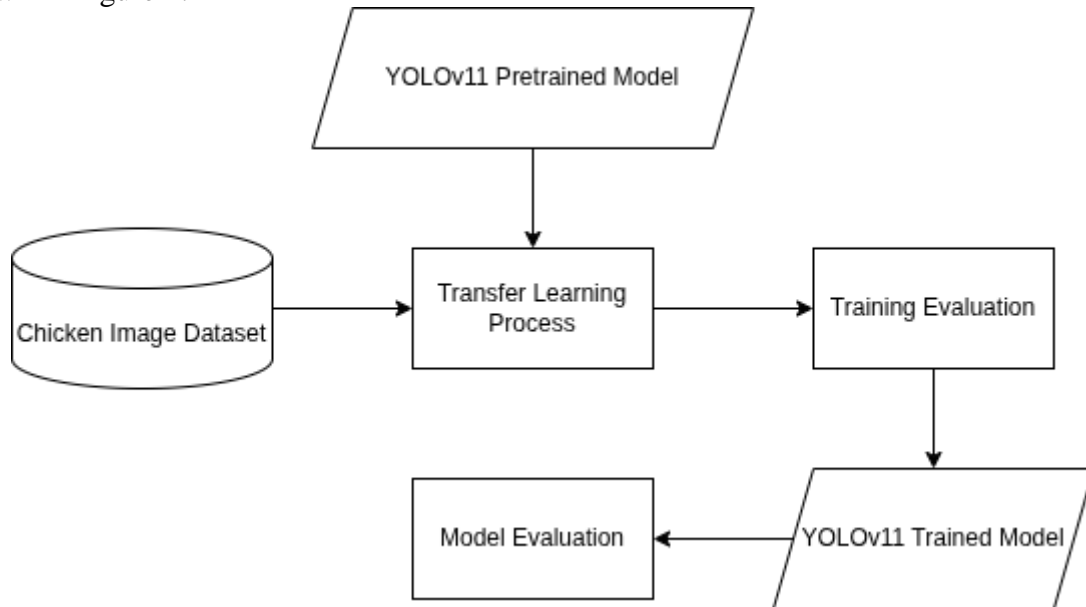 YOLOv11 Pretrained Model
Chicken Image Dataset
Transfer Learning
Process
Training Evaluation
Model Evaluation
YOLOv11 Trained Model